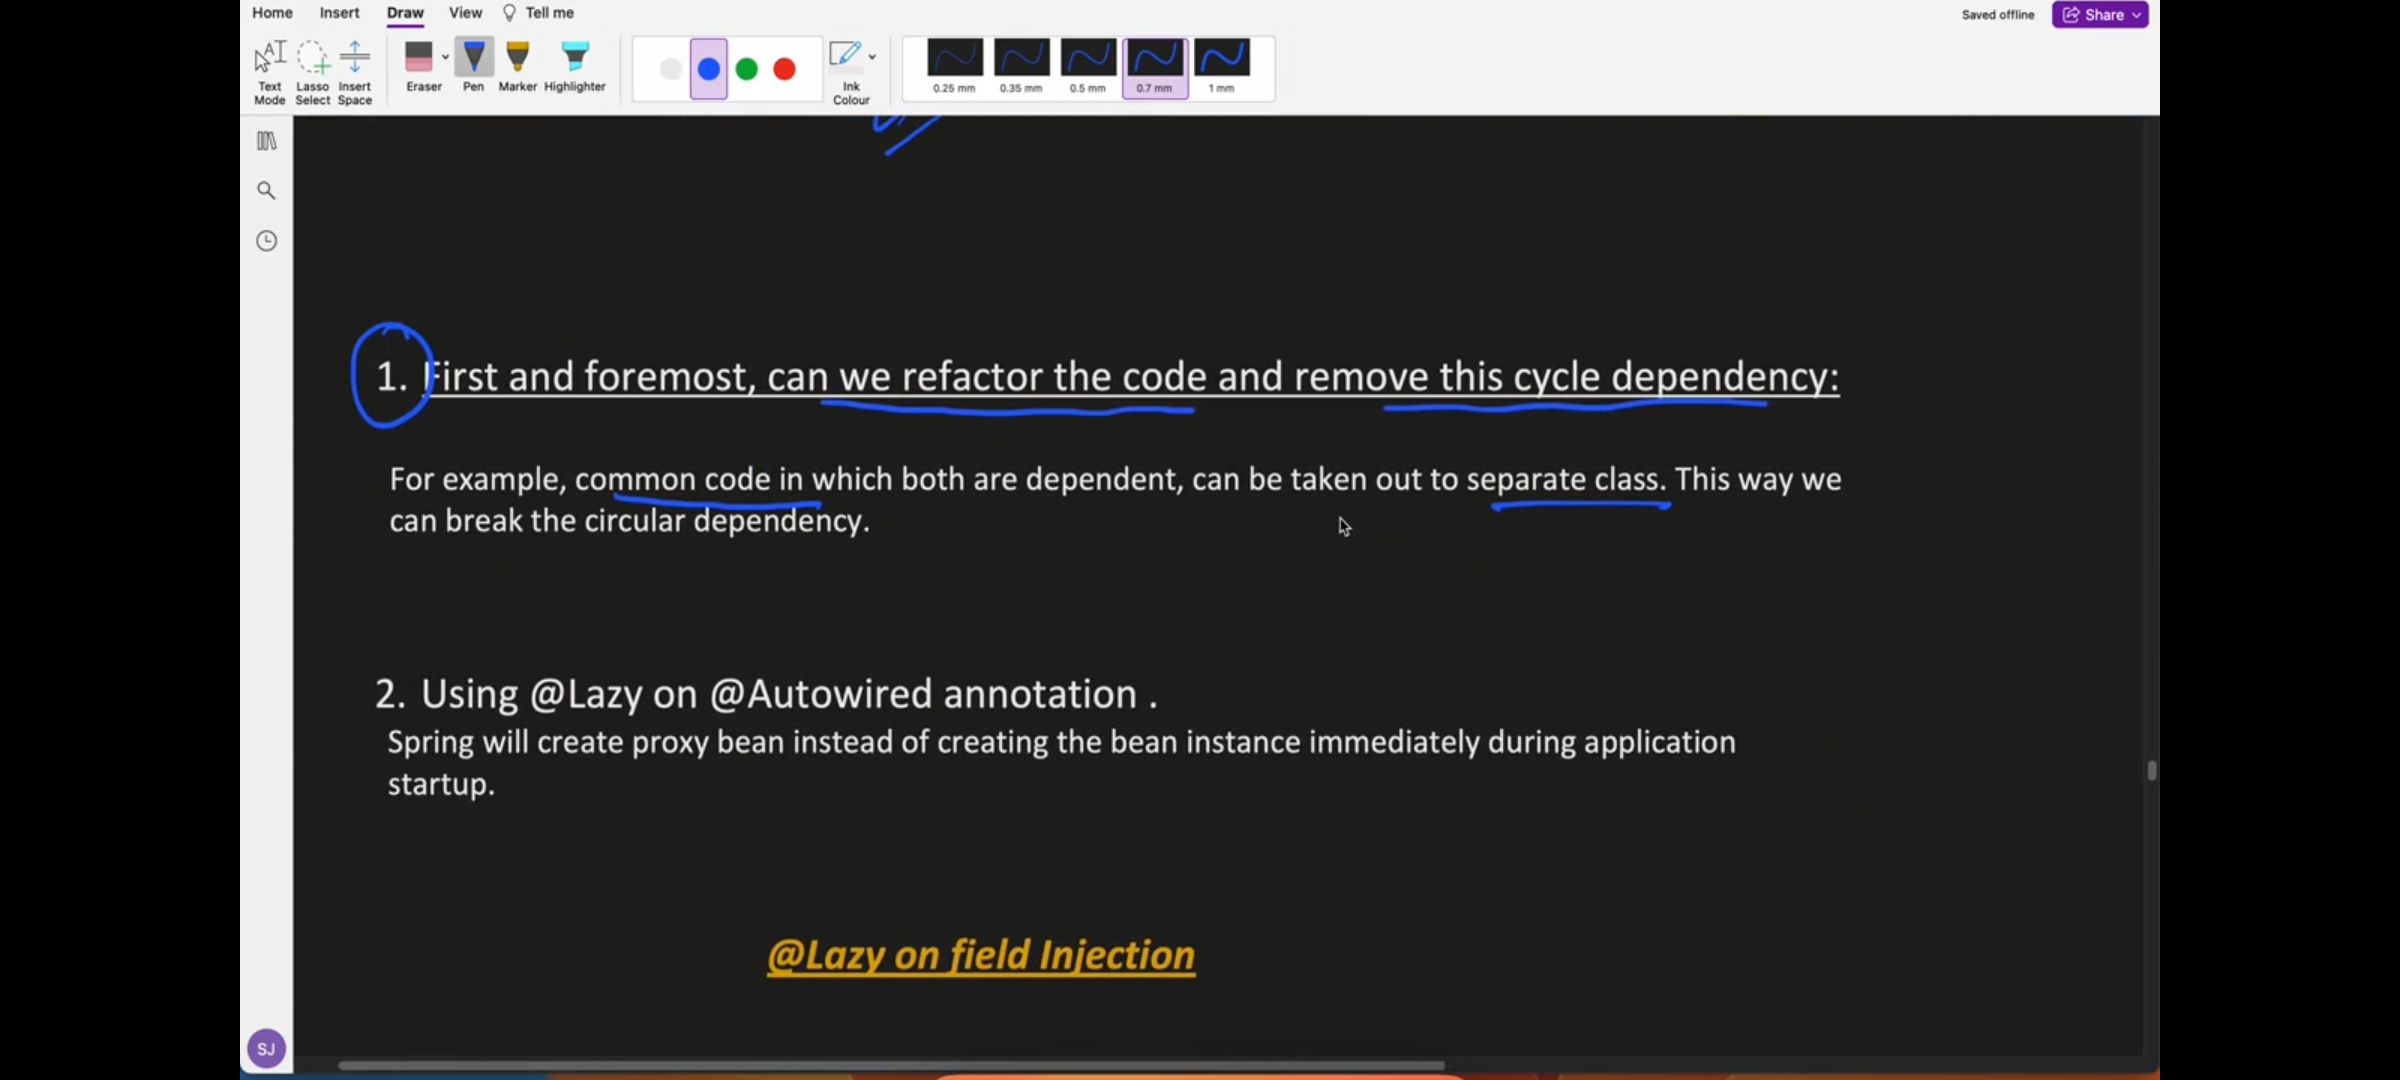 Home Insert Draw View Tell me Saved offline Share
Text Mode Lasso Select Insert Space Eraser Pen Marker Highlighter Ink Colour 0.25 mm 0.35 mm 0.5 mm 0.7 mm 1 mm
1. First and foremost, can we refactor the code and remove this cycle dependency:
For example, common code in which both are dependent, can be taken out to separate class. This way we
can break the circular dependency.
2. Using @Lazy on @Autowired annotation .
Spring will create proxy bean instead of creating the bean instance immediately during application
startup.
@Lazy on field Injection
SJ